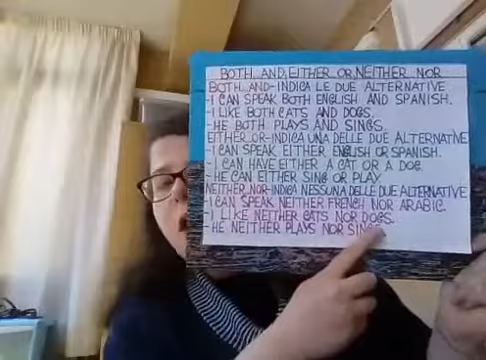 BOTH AND, EITHER OR, NEITHER NOR
BOTH AND-INDICA LE DUE ALTERNATIVE
-I CAN SPEAK BOTH ENGLISH AND SPANISH.
-I LIKE BOTH CATS AND DOGS.
-HE BOTH PLAYS AND SINGS.
EITHER OR-INDICA UNA DELLE DUE ALTERNATIVE
-I CAN SPEAK EITHER ENGLISH OR SPANISH.
-I CAN HAVE EITHER A CAT OR A DOG.
-HE CAN EITHER SING OR PLAY
NEITHER NOR-INDICA NESSUNA DELLE DUE ALTERNATIVE
-I CAN SPEAK NEITHER FRENCH NOR ARABIC.
-I LIKE NEITHER CATS NOR DOGS.
-HE NEITHER PLAYS NOR SINGS